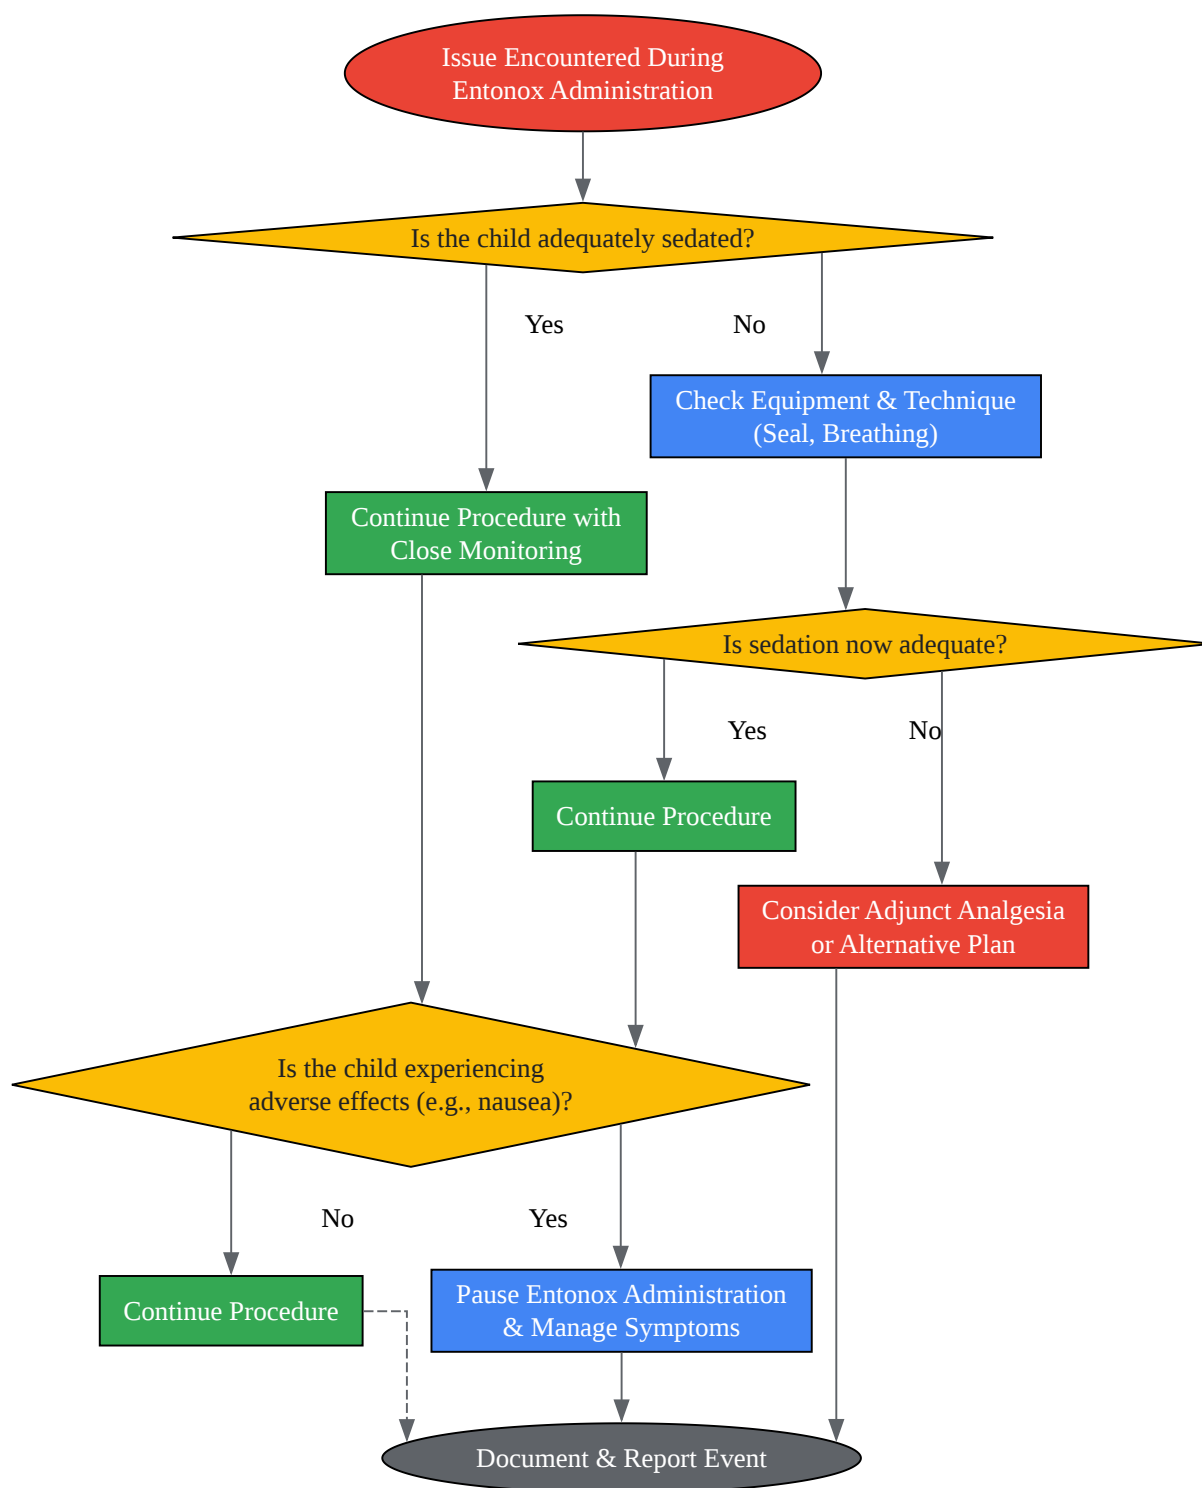 Issue Encountered During
Entonox Administration
Is the child adequately sedated?
Yes
No
Check Equipment & Technique
(Seal, Breathing)
Continue Procedure with
Close Monitoring
Is sedation now adequate?
Yes
No
Continue Procedure
Consider Adjunct Analgesia
or Alternative Plan
Is the child experiencing
adverse effects (e.g., nausea)?
No
Yes
Continue Procedure
Pause Entonox Administration
& Manage Symptoms
Document & Report Event